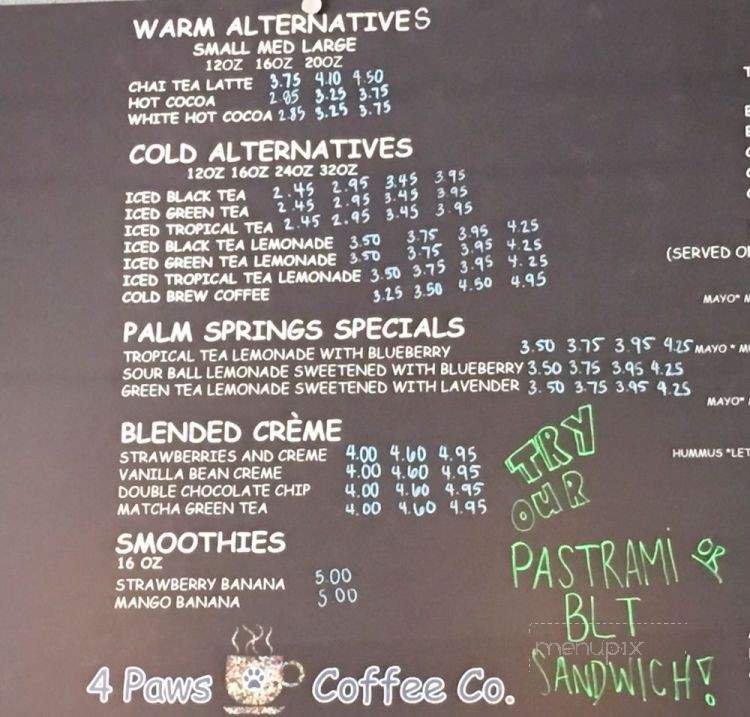 WARM ALTERNATIVES
SMALL MED LARGE
12OZ 16OZ 20OZ
CHAI TEA LATTE 3.75 4.10 4.50
HOT COCOA 2.85 3.25 3.75
WHITE HOT COCOA 2.85 3.25 3.75
COLD ALTERNATIVES
12OZ 16OZ 24OZ 32OZ
ICED BLACK TEA 2.45 2.95 3.45 3.95
ICED GREEN TEA 2.45 2.95 3.45 3.95
ICED TROPICAL TEA 2.45 2.95 3.45 3.95
ICED BLACK TEA LEMONADE 3.50 3.75 3.95 4.25
ICED GREEN TEA LEMONADE 3.50 3.75 3.95 4.25
ICED TROPICAL TEA LEMONADE 3.50 3.75 3.95 4.25
COLD BREW COFFEE 3.25 3.50 4.50 4.95
PALM SPRINGS SPECIALS
TROPICAL TEA LEMONADE WITH BLUEBERRY 3.50 3.75 3.95 4.25
SOUR BALL LEMONADE SWEETENED WITH BLUEBERRY 3.50 3.75 3.95 4.25
GREEN TEA LEMONADE SWEETENED WITH LAVENDER 3.50 3.75 3.95 4.25
BLENDED CRÈME
STRAWBERRIES AND CREME 4.00 4.60 4.95
VANILLA BEAN CREME 4.00 4.60 4.95
DOUBLE CHOCOLATE CHIP 4.00 4.60 4.95
MATCHA GREEN TEA 4.00 4.60 4.95
SMOOTHIES
16 OZ
STRAWBERRY BANANA 5.00
MANGO BANANA 5.00
TRY
OUR
PASTRAMI OR
BLT
SANDWICH!
4 Paws Coffee Co.
menupix
(SERVED
MAYO*
MAYO *
MAYO*
HUMMUS *LET